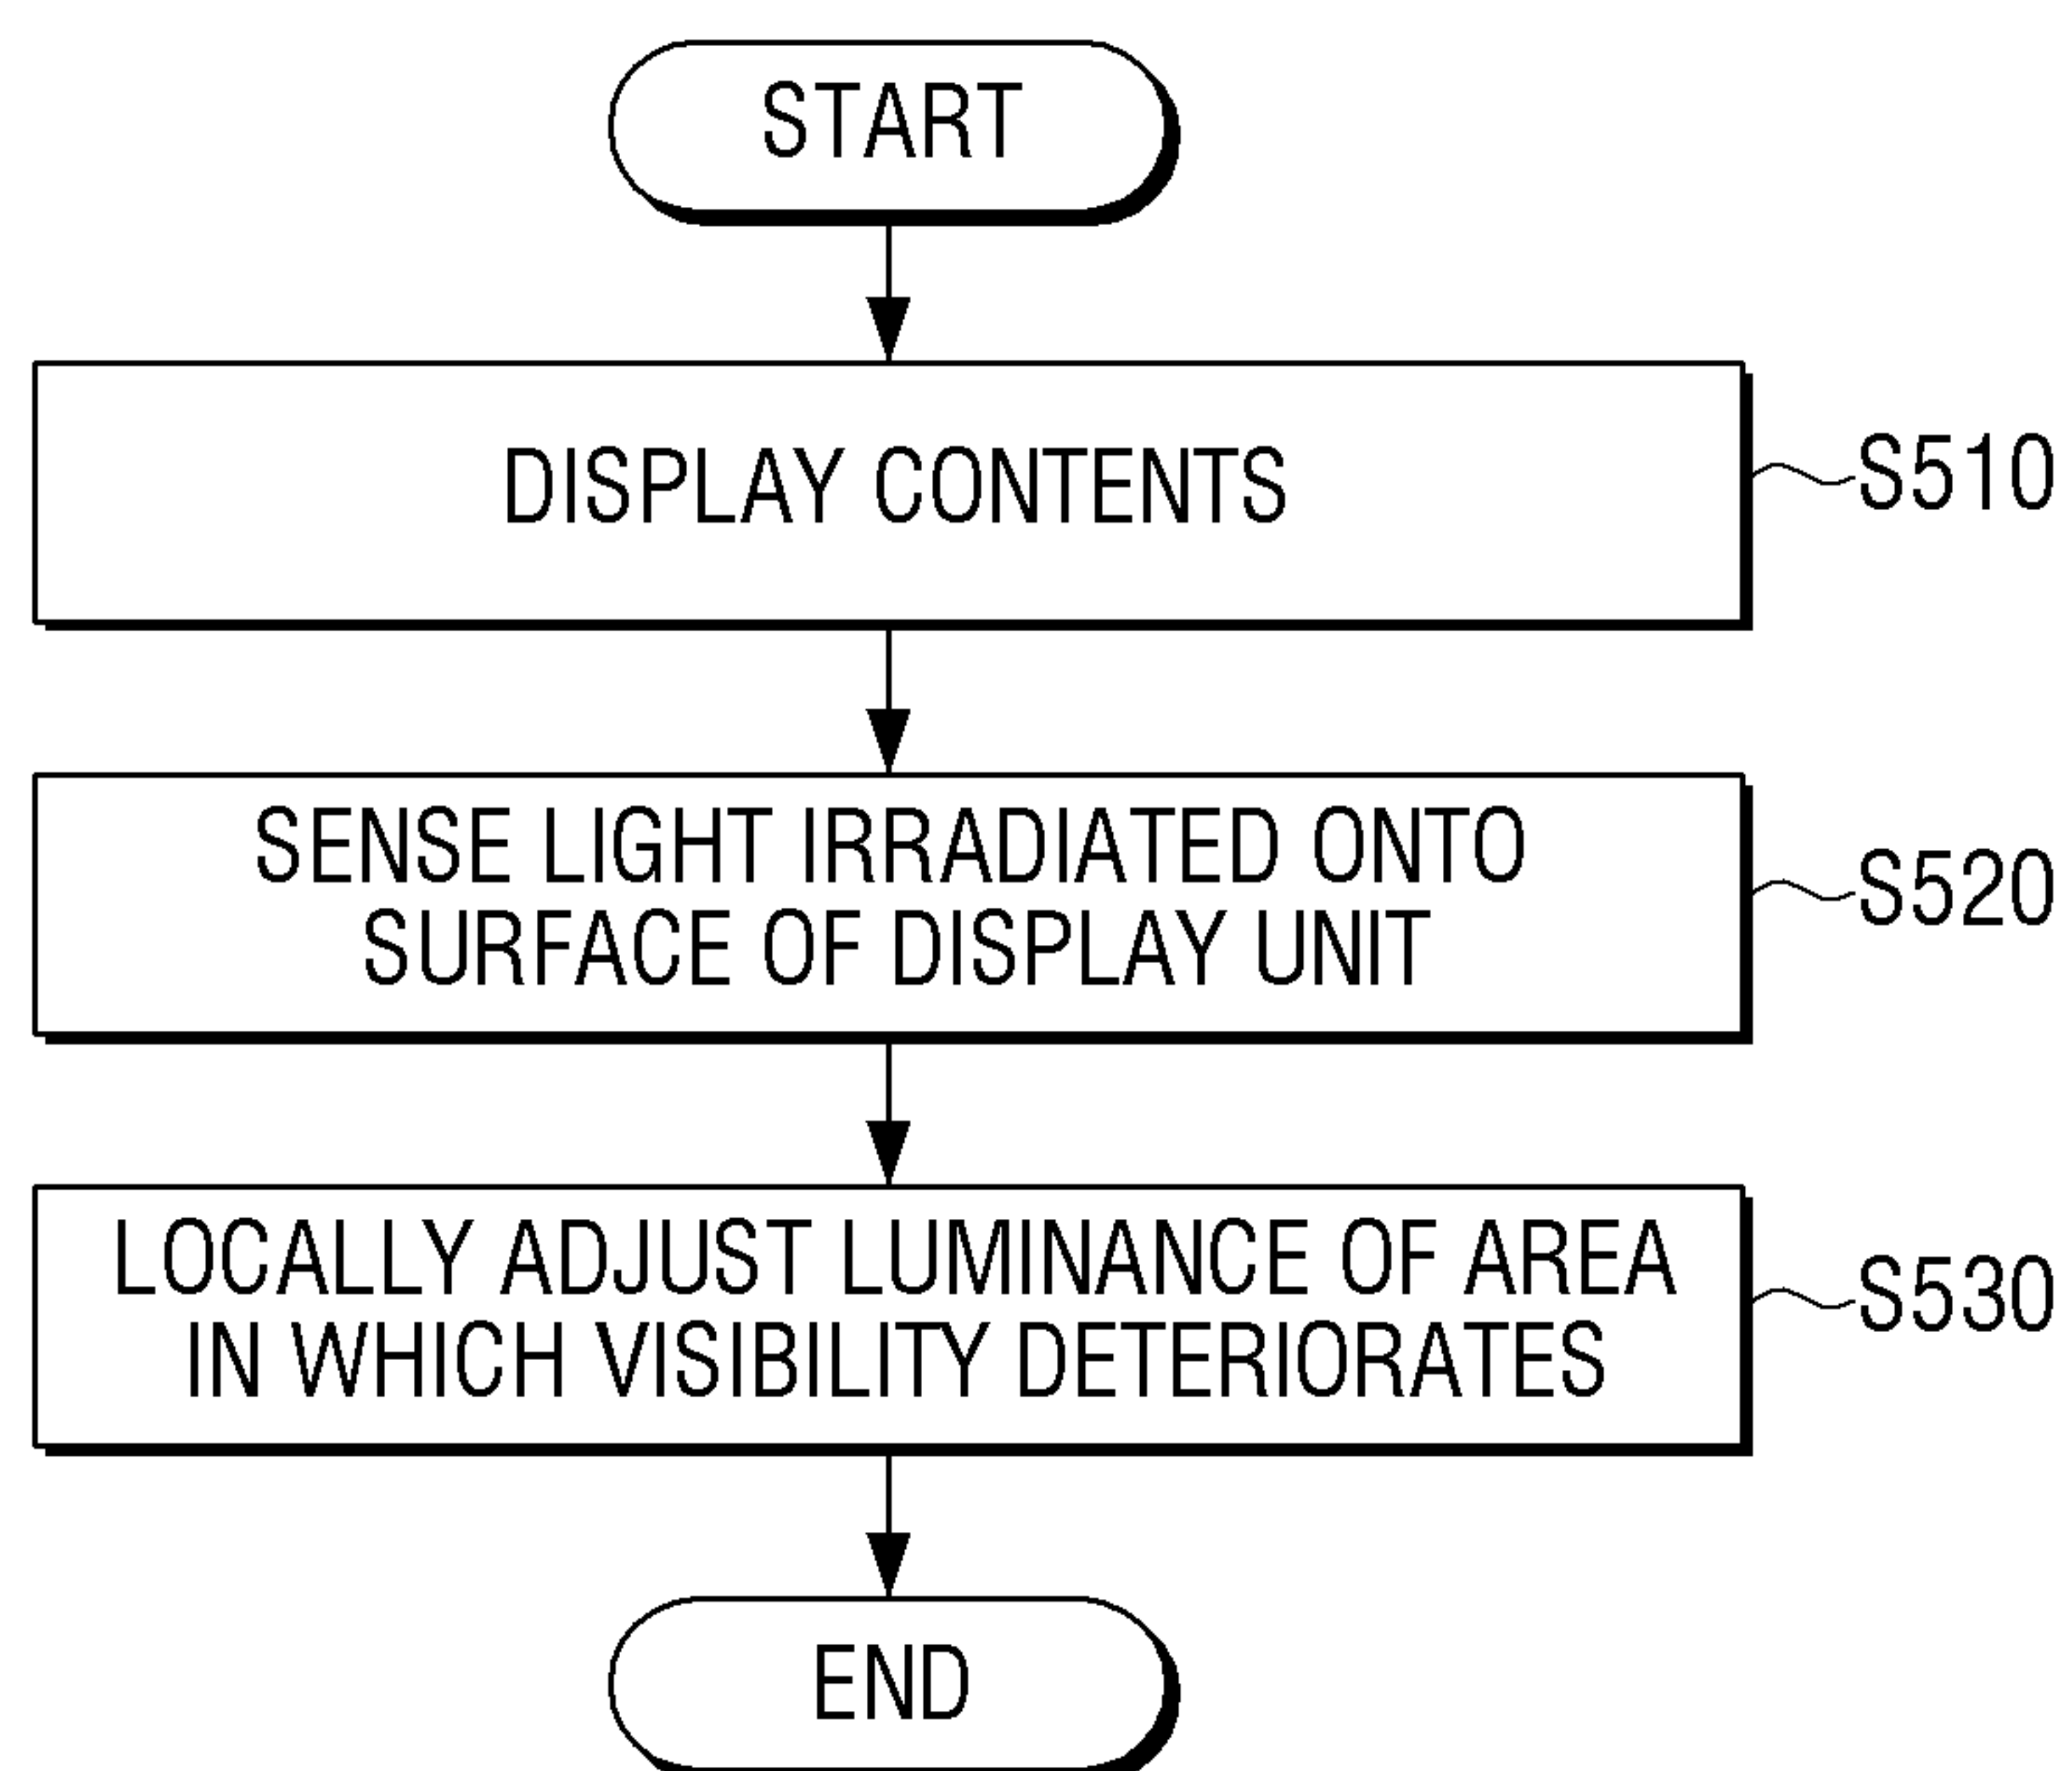 START
DISPLAY CONTENTS
S510
SENSE LIGHT IRRADIATED ONTO
SURFACE OF DISPLAY UNIT
S520
LOCALLY ADJUST LUMINANCE OF AREA
IN WHICH VISIBILITY DETERIORATES
S530
END